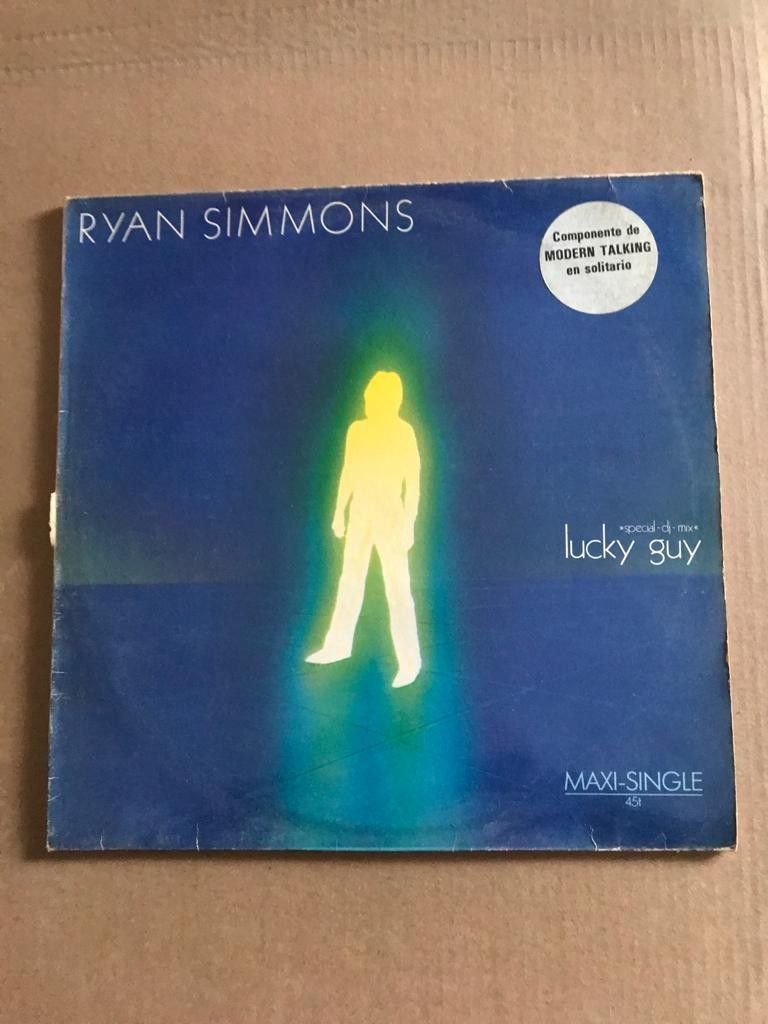 RYAN SIMMONS
Componente de
MODERN TALKING
en solitario
»special-dj-mix«
lucky guy
MAXI-SINGLE
45t